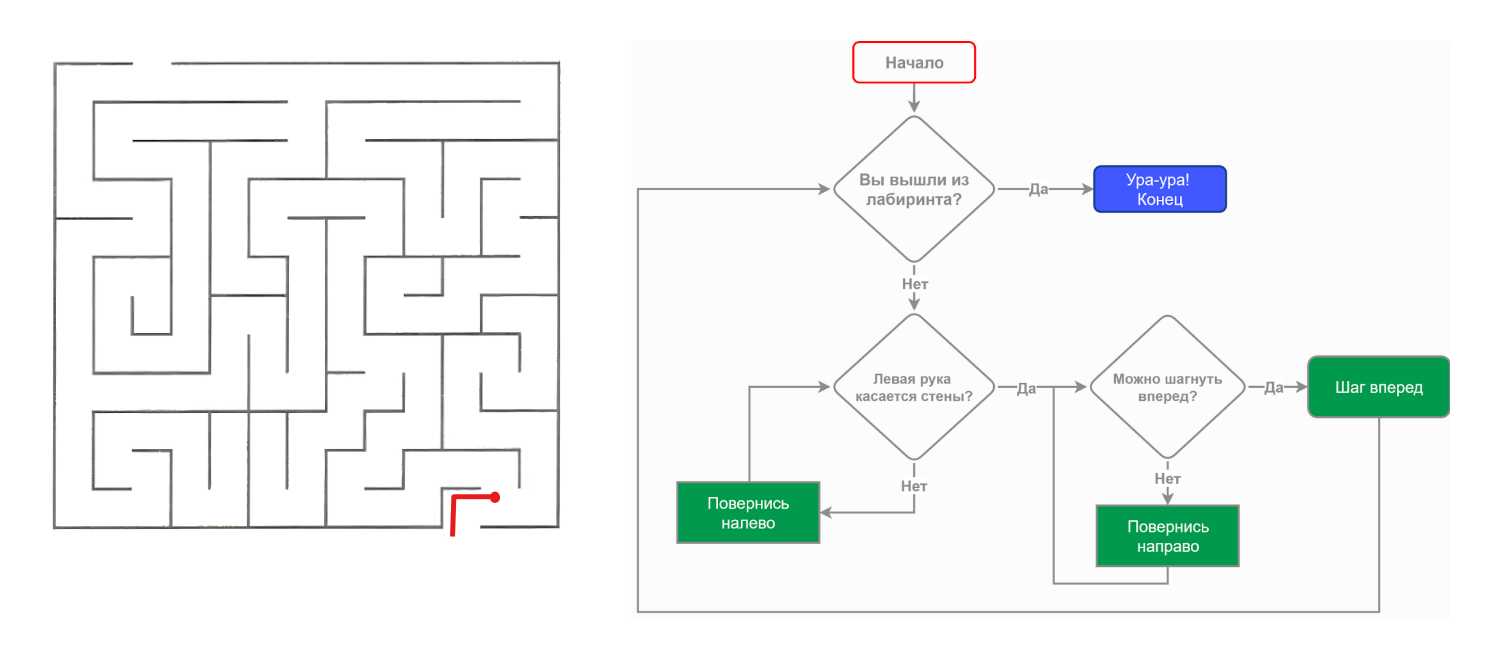 Начало
Вы вышли из
лабиринта?
Да
Ура-ура!
Конец
Нет
Левая рука
касается стены?
Да
Можно шагнуть
вперед?
Да
Шаг вперед
Нет
Повернись
налево
Нет
Повернись
направо